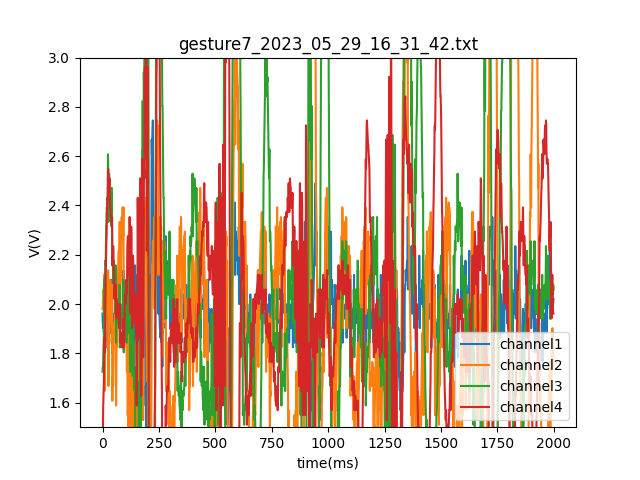 gesture7_2023_05_29_16_31_42.txt
3.0
2.8
2.6
2.4
2.2
2.0
1.8
1.6
V(V)
channel1
channel2
channel3
channel4
0 250 500 750 1000 1250 1500 1750 2000
time(ms)